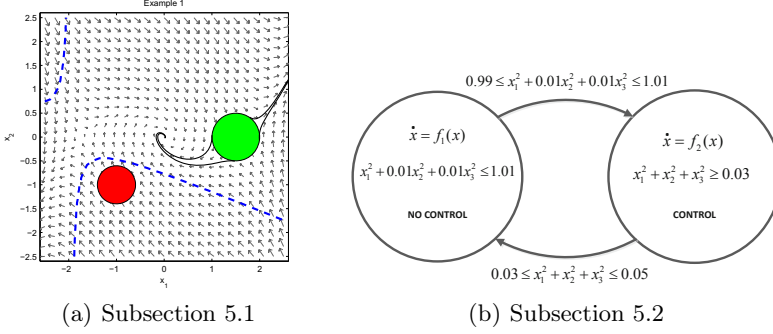 Example 1
2.5
2
1.5
1
0.5
0
−0.5
−1
−1.5
−2
−2.5
x2
−2 −1 0 1 2
x1
(a) Subsection 5.1
0.99 ≤ x₁² + 0.01x₂² + 0.01x₃² ≤ 1.01
ẋ = f₁(x)
x₁² + 0.01x₂² + 0.01x₃² ≤ 1.01
NO CONTROL
ẋ = f₂(x)
x₁² + x₂² + x₃² ≥ 0.03
CONTROL
0.03 ≤ x₁² + x₂² + x₃² ≤ 0.05
(b) Subsection 5.2